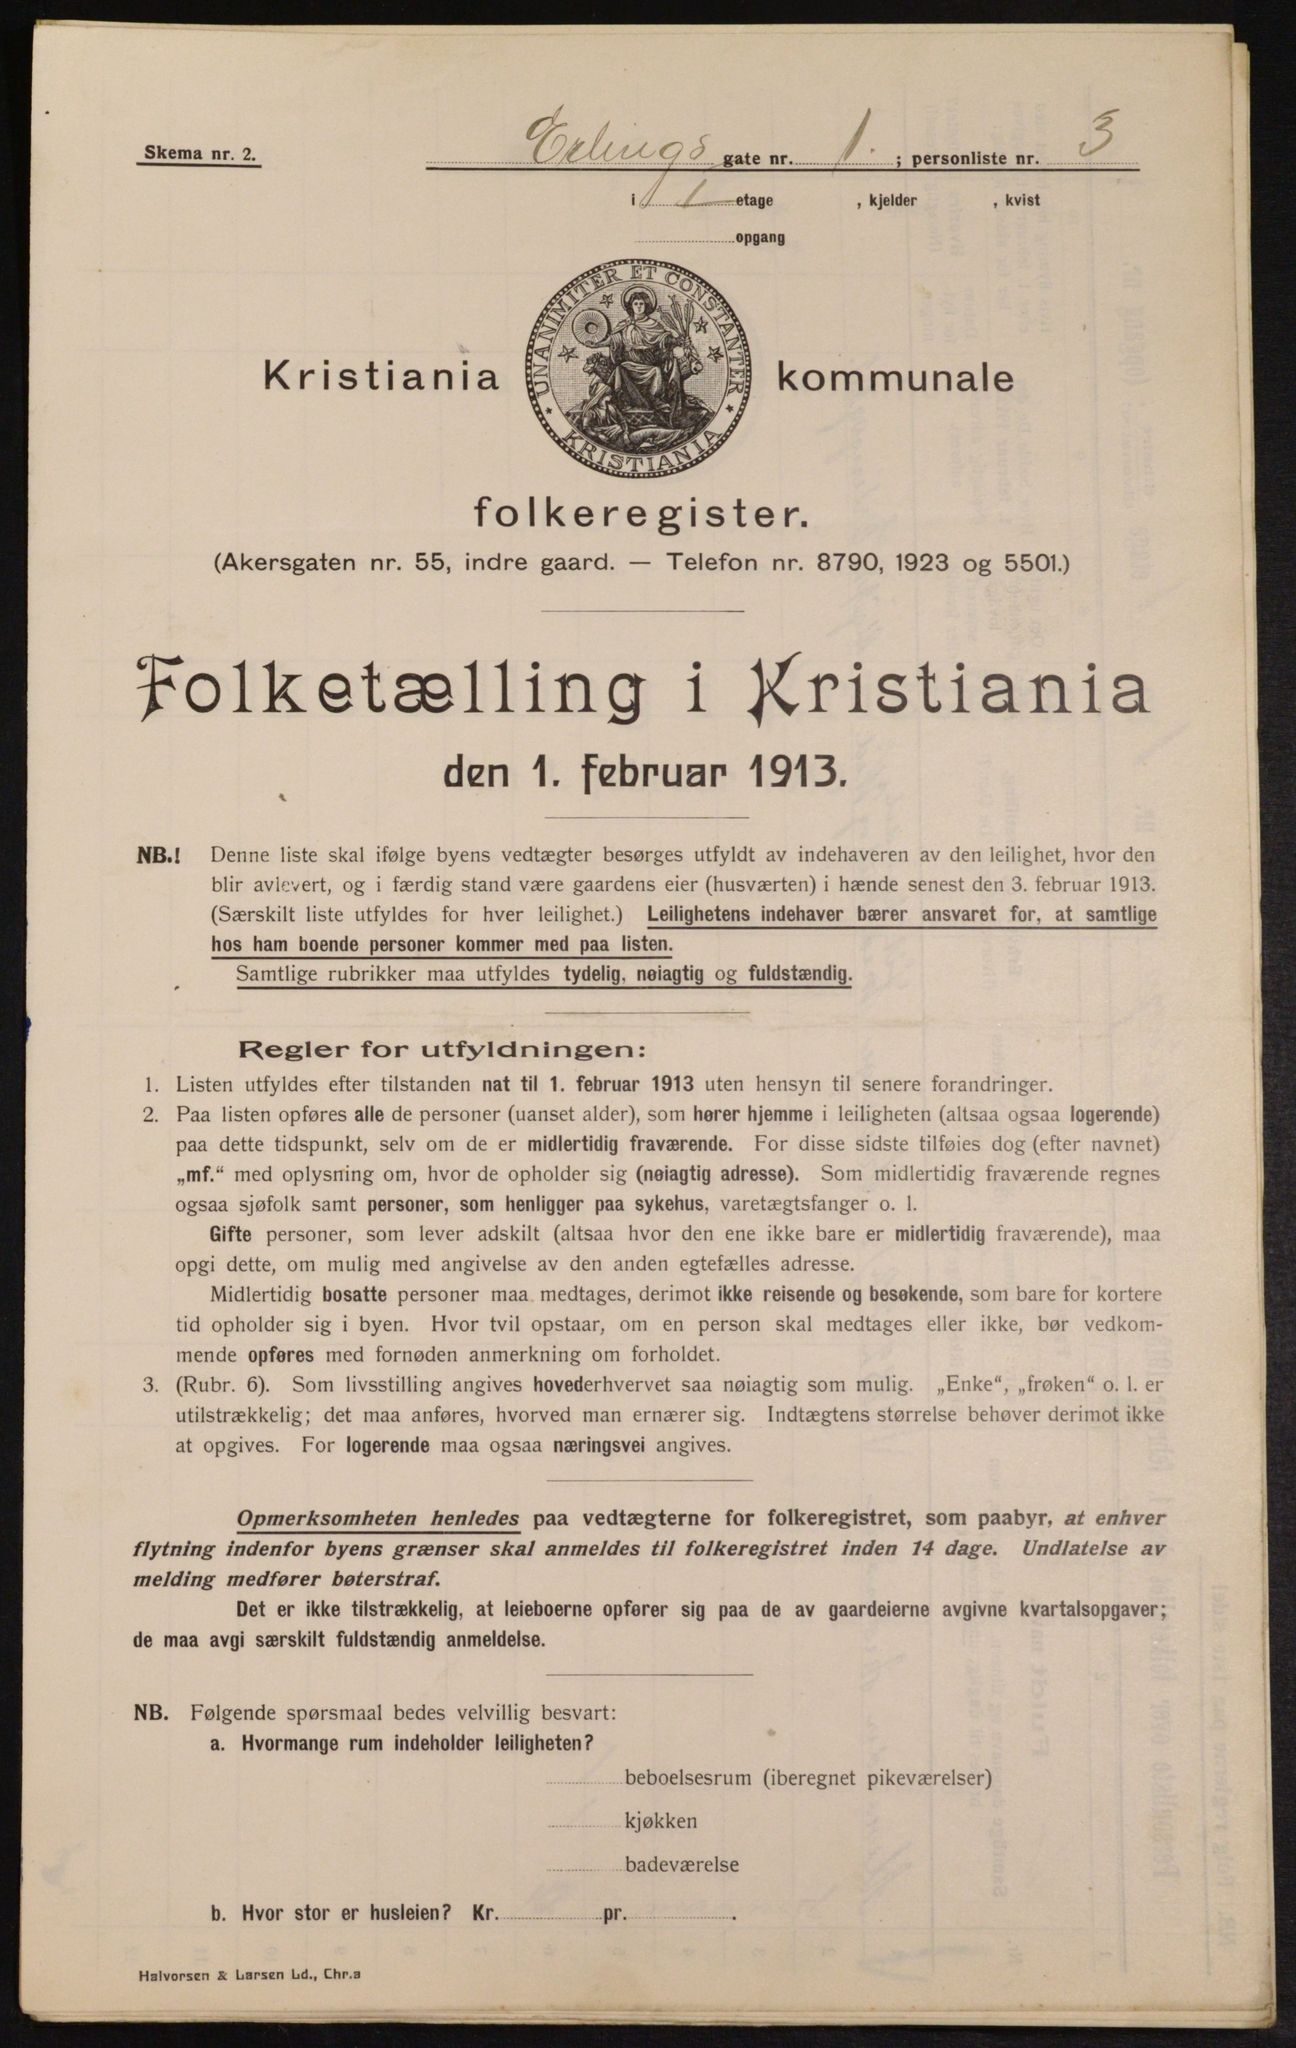 Skema nr. 2.
Erlings gate nr. 1. ; personliste nr. 3
i 1 etage , kjelder , kvist
opgang
UNANIMITER ET CONSTANTER
KRISTIANIA
Kristiania kommunale
folkeregister.
(Akersgaten nr. 55, indre gaard. — Telefon nr. 8790, 1923 og 5501.)
Folketælling i Kristiania
den 1. februar 1913.
NB.! Denne liste skal ifølge byens vedtægter besørges utfyldt av indehaveren av den leilighet, hvor den
blir avlevert, og i færdig stand være gaardens eier (husværten) i hænde senest den 3. februar 1913.
(Særskilt liste utfyldes for hver leilighet.) Leilighetens indehaver bærer ansvaret for, at samtlige
hos ham boende personer kommer med paa listen.
Samtlige rubrikker maa utfyldes tydelig, nøiagtig og fuldstændig.
Regler for utfyldningen:
1. Listen utfyldes efter tilstanden nat til 1. februar 1913 uten hensyn til senere forandringer.
2. Paa listen opføres alle de personer (uanset alder), som hører hjemme i leiligheten (altsaa ogsaa logerende)
paa dette tidspunkt, selv om de er midlertidig fraværende. For disse sidste tilføies dog (efter navnet)
„mf.“ med oplysning om, hvor de opholder sig (nøiagtig adresse). Som midlertidig fraværende regnes
ogsaa sjøfolk samt personer, som henligger paa sykehus, varetægtsfanger o. l.
Gifte personer, som lever adskilt (altsaa hvor den ene ikke bare er midlertidig fraværende), maa
opgi dette, om mulig med angivelse av den anden egtefælles adresse.
Midlertidig bosatte personer maa medtages, derimot ikke reisende og besøkende, som bare for kortere
tid opholder sig i byen. Hvor tvil opstaar, om en person skal medtages eller ikke, bør vedkom-
mende opføres med fornøden anmerkning om forholdet.
3. (Rubr. 6). Som livsstilling angives hovederhvervet saa nøiagtig som mulig. „Enke“, „frøken“ o. l. er
utilstrækkelig; det maa anføres, hvorved man ernærer sig. Indtægtens størrelse behøver derimot ikke
at opgives. For logerende maa ogsaa næringsvei angives.
Opmerksomheten henledes paa vedtægterne for folkeregistret, som paabyr, at enhver
flytning indenfor byens grænser skal anmeldes til folkeregistret inden 14 dage. Undlatelse av
melding medfører bøterstraf.
Det er ikke tilstrækkelig, at leieboerne opfører sig paa de av gaardeierne avgivne kvartalsopgaver;
de maa avgi særskilt fuldstændig anmeldelse.
NB. Følgende spørsmaal bedes velvillig besvart:
a. Hvormange rum indeholder leiligheten?
beboelsesrum (iberegnet pikeværelser)
kjøkken
badeværelse
b. Hvor stor er husleien? Kr. pr. .
Halvorsen & Larsen Ld., Chr.a